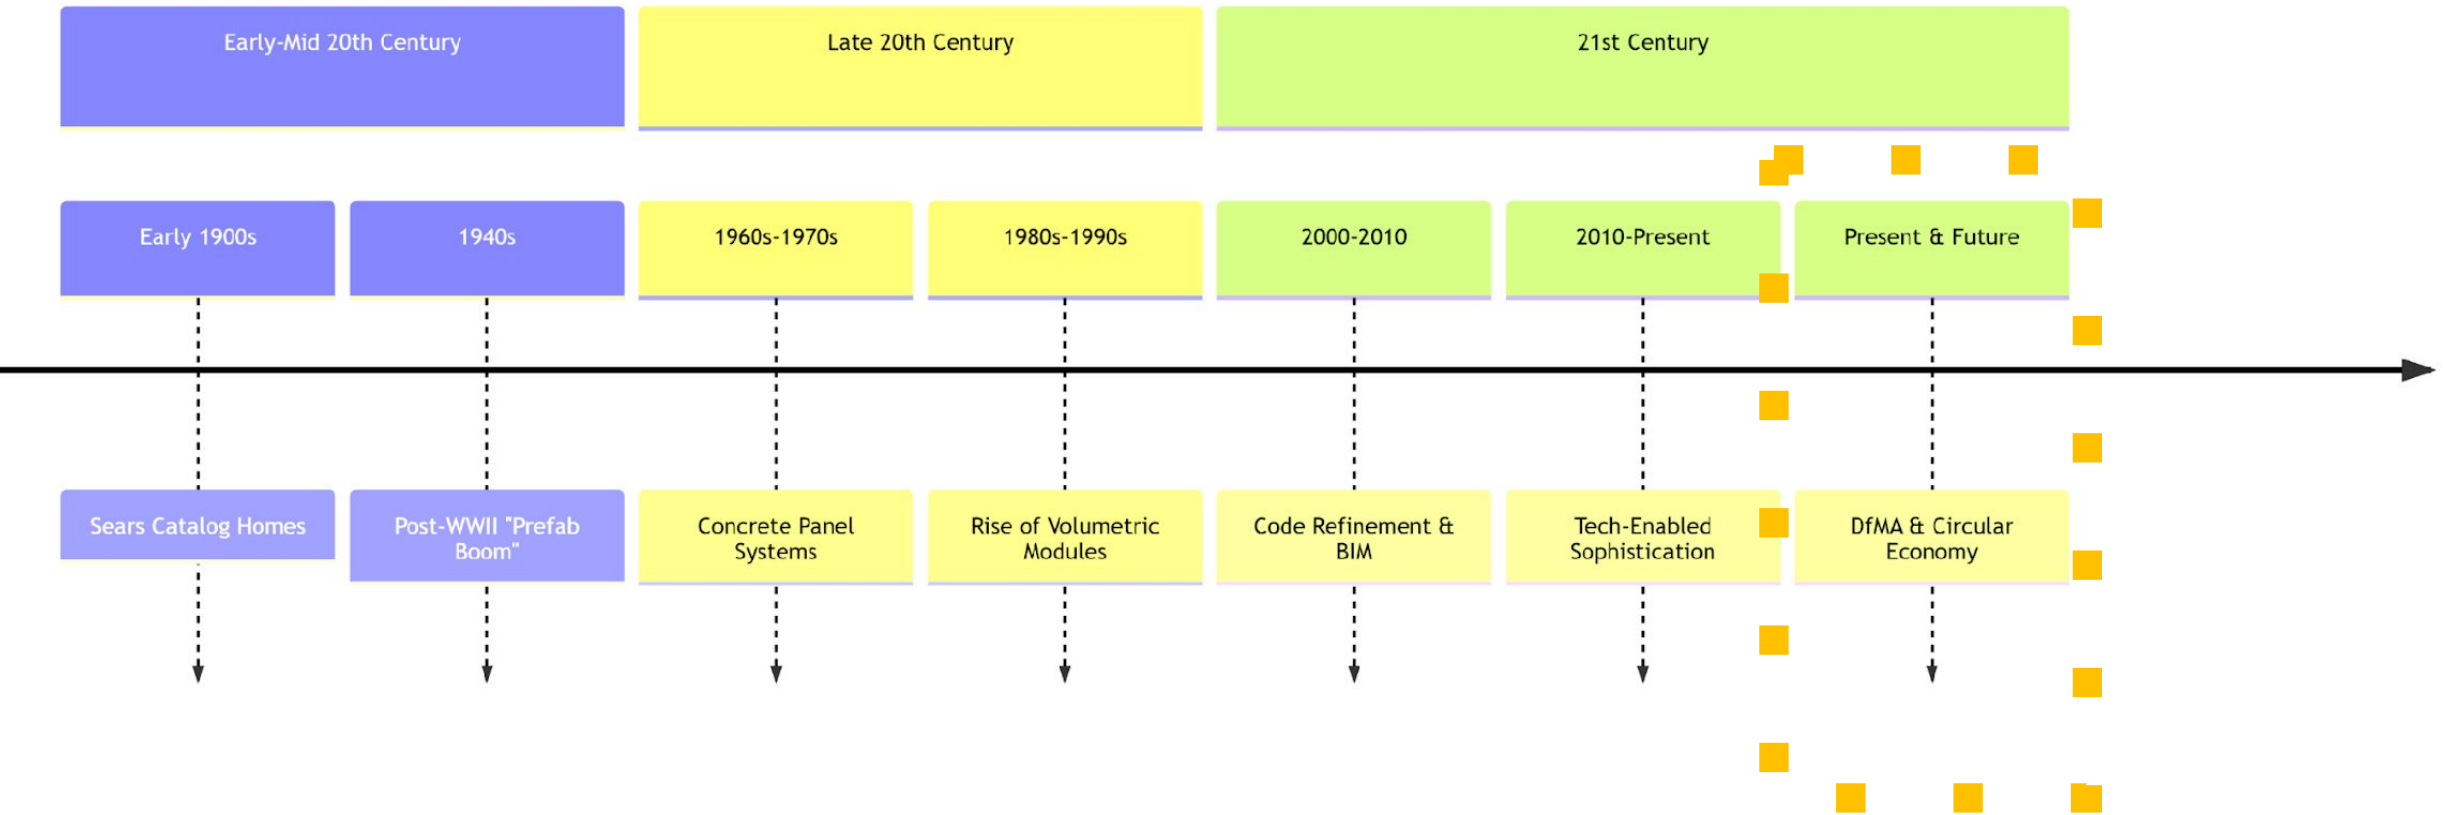 Early-Mid 20th Century
Late 20th Century
21st Century
Early 1900s
1940s
1960s-1970s
1980s-1990s
2000-2010
2010-Present
Present & Future
Sears Catalog Homes
Post-WWII "Prefab
Boom"
Concrete Panel
Systems
Rise of Volumetric
Modules
Code Refinement &
BIM
Tech-Enabled
Sophistication
DfMA & Circular
Economy